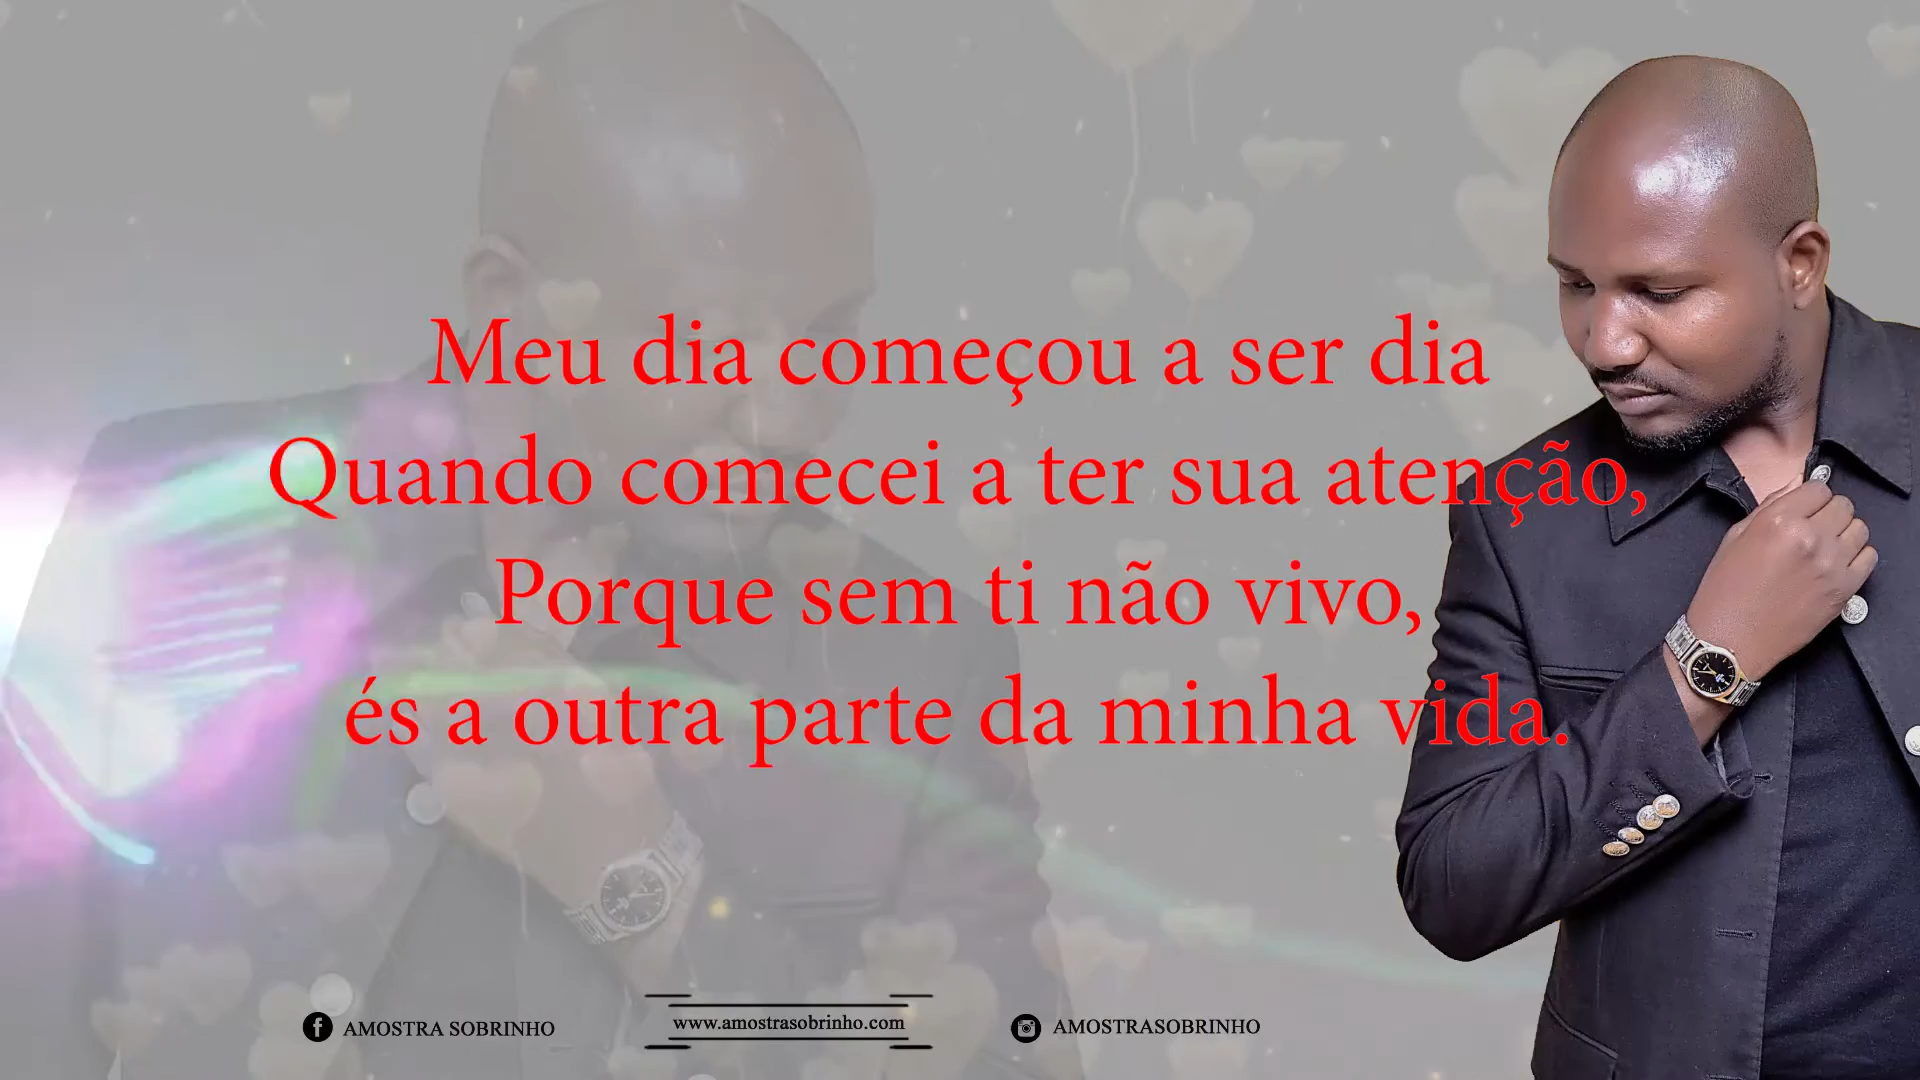 Meu dia começou a ser dia
Quando comecei a ter sua atenção,
Porque sem ti não vivo,
és a outra parte da minha vida.
AMOSTRA SOBRINHO
www.amostrasobrinho.com
AMOSTRASOBRINHO